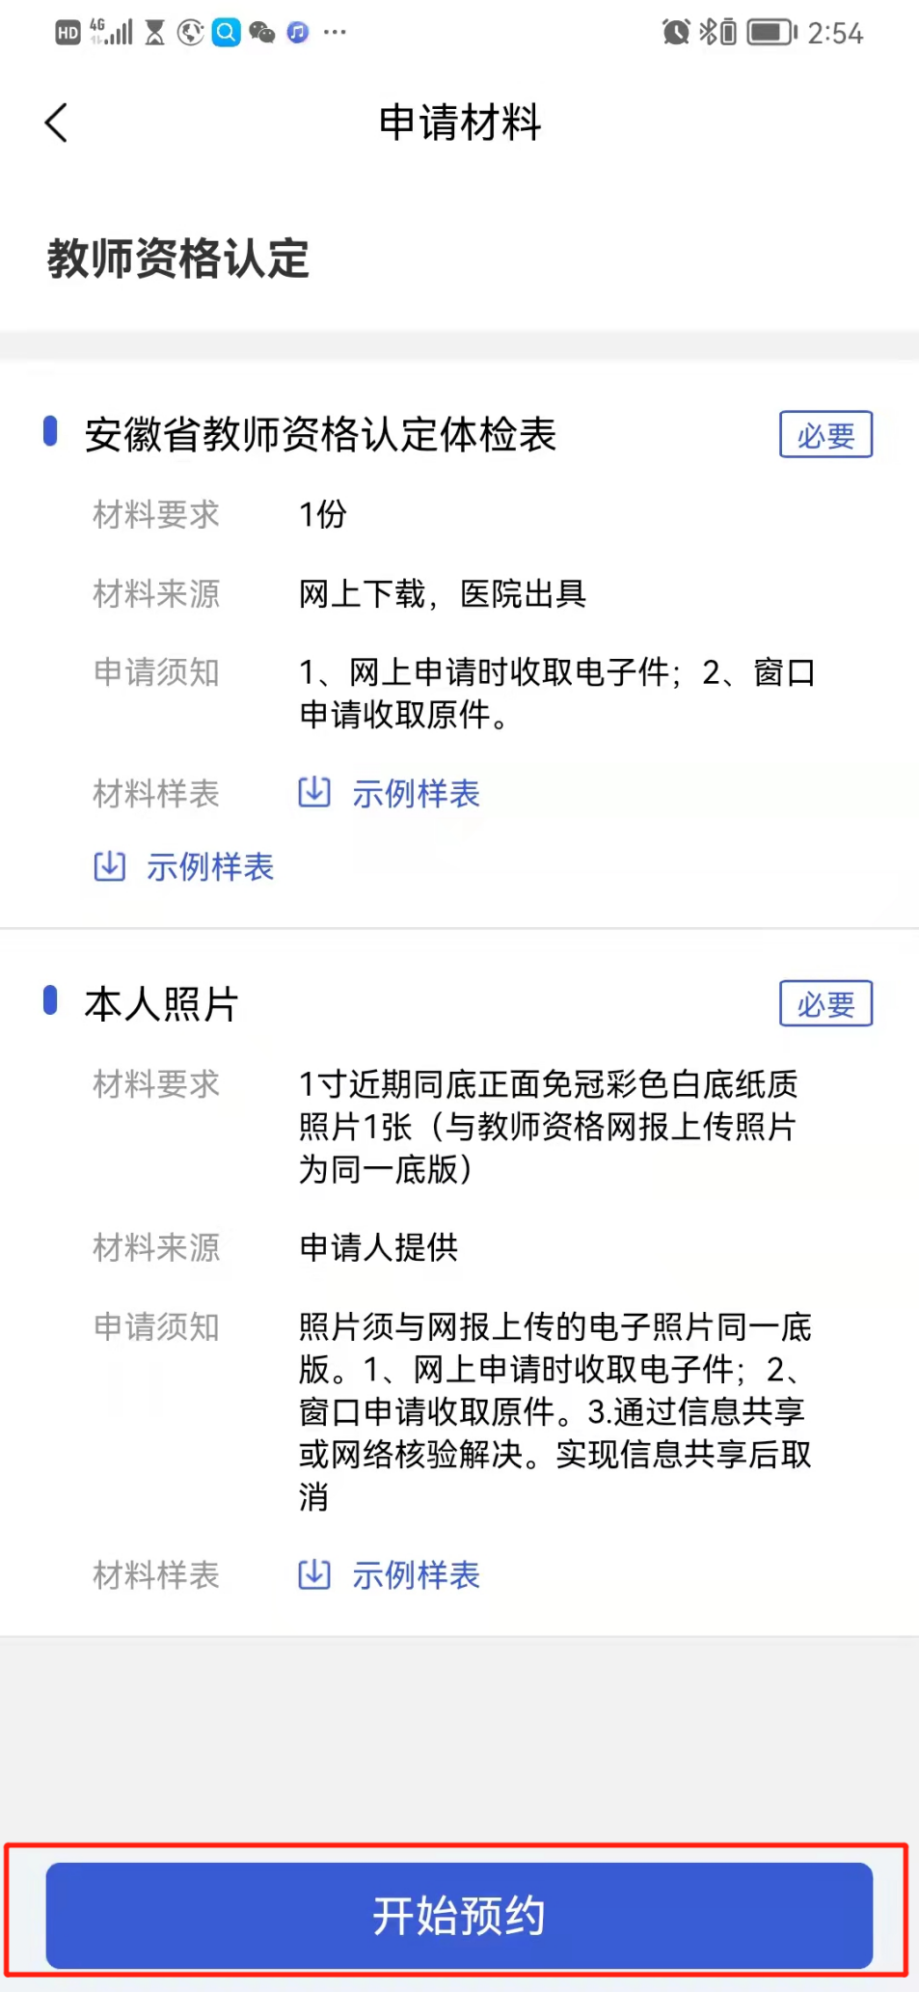 HD 4G 2:54
申请材料
教师资格认定
安徽省教师资格认定体检表 必要
材料要求 1份
材料来源 网上下载，医院出具
申请须知 1、网上申请时收取电子件；2、窗口
申请收取原件。
材料样表 示例样表
示例样表
本人照片 必要
材料要求 1寸近期同底正面免冠彩色白底纸质
照片1张（与教师资格网报上传照片
为同一底版）
材料来源 申请人提供
申请须知 照片须与网报上传的电子照片同一底
版。1、网上申请时收取电子件；2、
窗口申请收取原件。3.通过信息共享
或网络核验解决。实现信息共享后取
消
材料样表 示例样表
开始预约